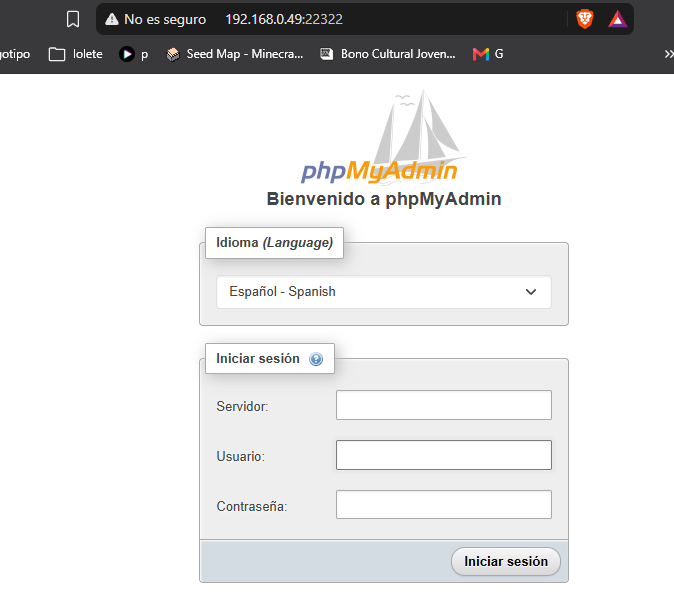 No es seguro 192.168.0.49:22322
gotipo lolete p Seed Map - Minecra... Bono Cultural Joven... G »
phpMyAdmin
Bienvenido a phpMyAdmin
Idioma (Language)
Español - Spanish
Iniciar sesión
Servidor:
Usuario:
Contraseña:
Iniciar sesión